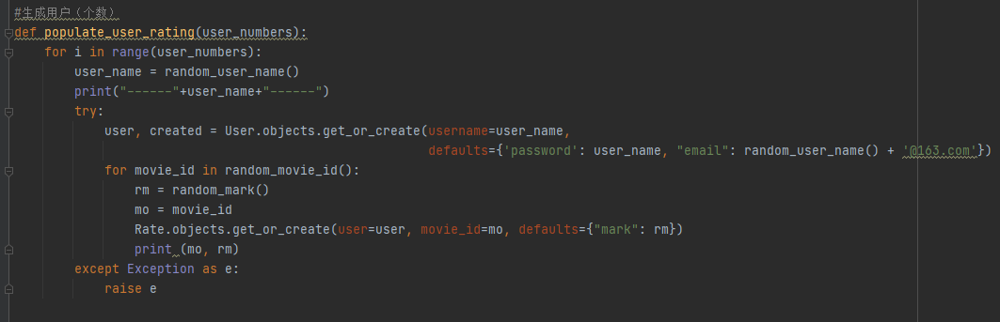 #生成用户（个数）
def populate_user_rating(user_numbers):
    for i in range(user_numbers):
        user_name = random_user_name()
        print("------"+user_name+"------")
        try:
            user, created = User.objects.get_or_create(username=user_name,
                                                       defaults={'password': user_name, "email": random_user_name() + '@163.com'})
            for movie_id in random_movie_id():
                rm = random_mark()
                mo = movie_id
                Rate.objects.get_or_create(user=user, movie_id=mo, defaults={"mark": rm})
                print (mo, rm)
        except Exception as e:
            raise e